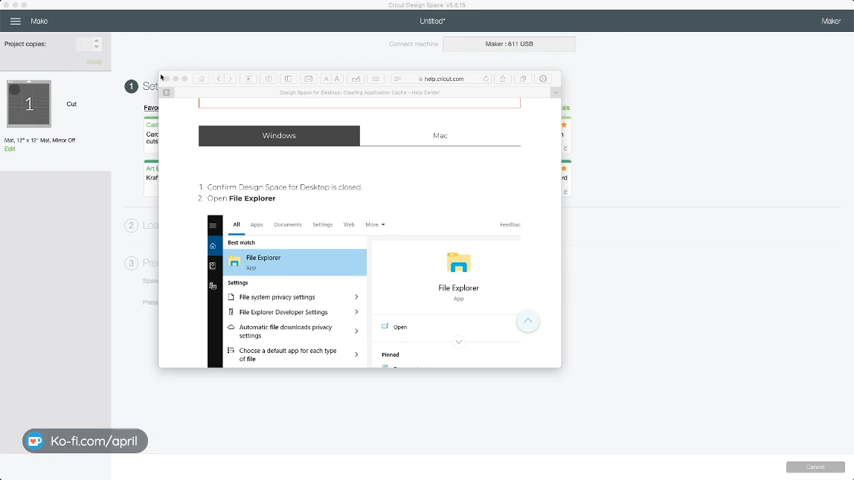 Cricut Design Space v5.9.15
Make
Untitled*
Maker
Project copies:
Connect machine
Maker : 611 USB
Apply
1
Cut
Mat, 12" x 12" Mat, Mirror Off
Edit
1
Set
Favor
2
Loa
3
Pro
help.cricut.com
Design Space for Desktop: Clearing Application Cache – Help Center
Windows
Mac
1. Confirm Design Space for Desktop is closed.
2. Open File Explorer
All
Apps
Documents
Settings
Web
More
Feedbac
Best match
File Explorer
App
Settings
File system privacy settings
File Explorer Developer Settings
Automatic file downloads privacy
settings
Choose a default app for each type
of file
File Explorer
App
Open
Pinned
Ko-fi.com/april
Cancel